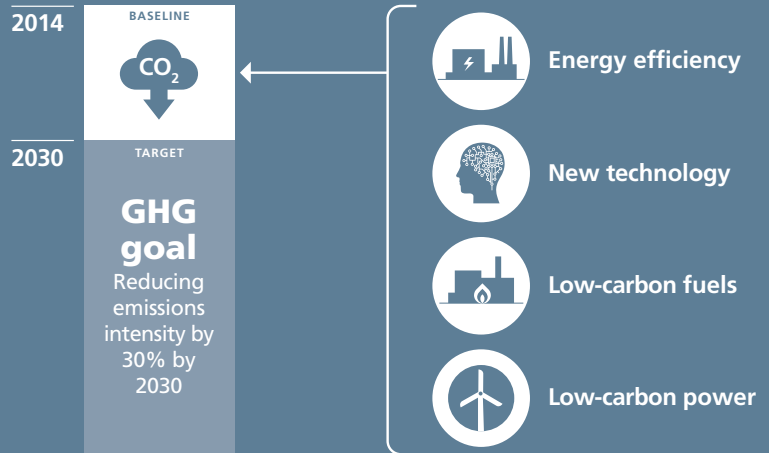 2014
BASELINE
CO₂
2030
TARGET
GHG
goal
Reducing
emissions
intensity by
30% by
2030
Energy efficiency
New technology
Low-carbon fuels
Low-carbon power